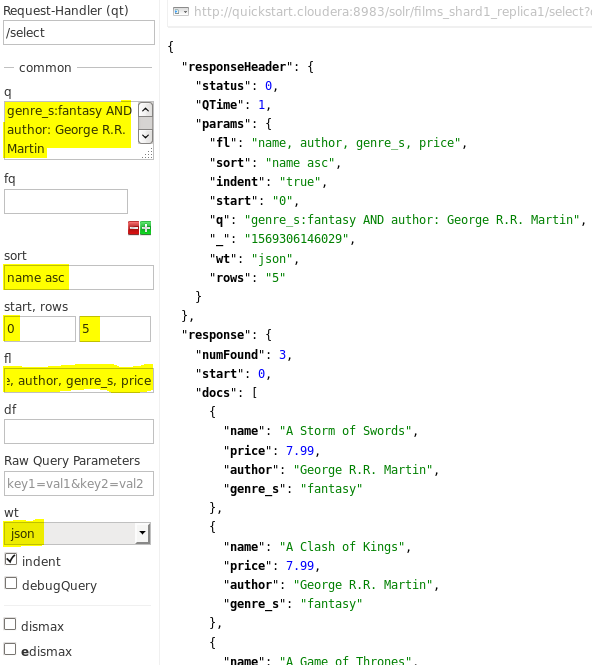 Request-Handler (qt)
/select
common
q
genre_s:fantasy AND
author: George R.R.
Martin
fq
sort
name asc
start, rows
0 5
fl
e, author, genre_s, price
df
Raw Query Parameters
key1=val1&key2=val2
wt
json
indent
debugQuery
dismax
edismax
http://quickstart.cloudera:8983/solr/films_shard1_replica1/select?
{
"responseHeader": {
"status": 0,
"QTime": 1,
"params": {
"fl": "name, author, genre_s, price",
"sort": "name asc",
"indent": "true",
"start": "0",
"q": "genre_s:fantasy AND author: George R.R. Martin",
"_": "1569306146029",
"wt": "json",
"rows": "5"
}
},
"response": {
"numFound": 3,
"start": 0,
"docs": [
{
"name": "A Storm of Swords",
"price": 7.99,
"author": "George R.R. Martin",
"genre_s": "fantasy"
},
{
"name": "A Clash of Kings",
"price": 7.99,
"author": "George R.R. Martin",
"genre_s": "fantasy"
},
{
"name": "A Game of Thrones",